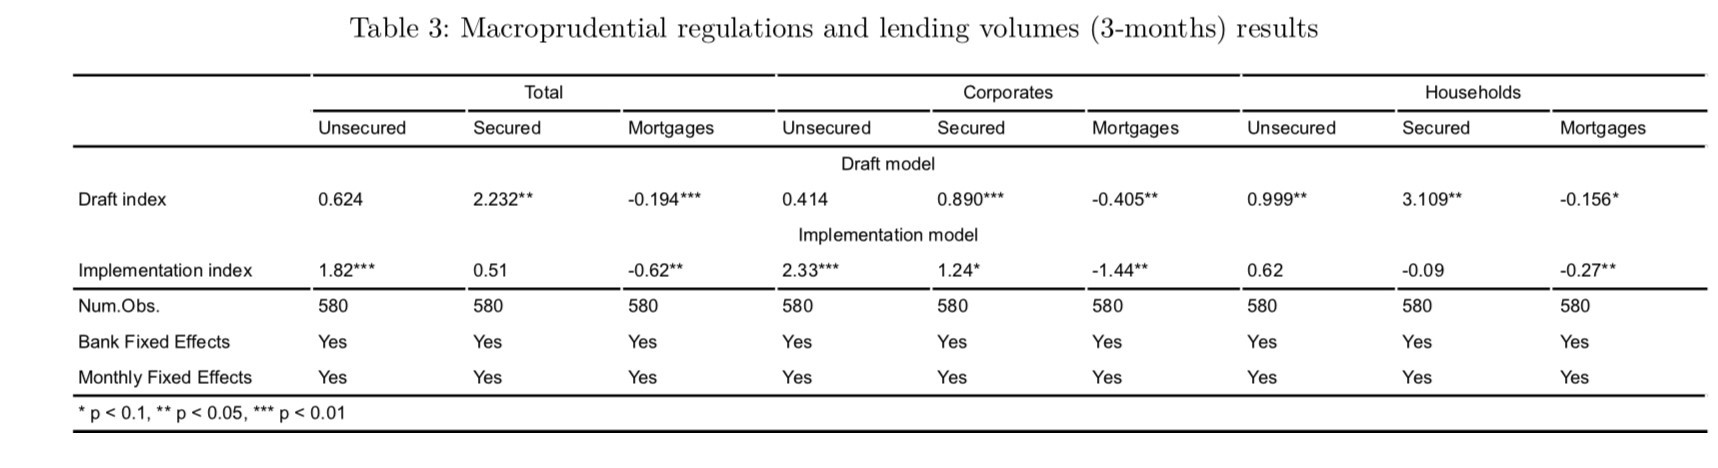 Table 3: Macroprudential regulations and lending volumes (3-months) results
Total Corporates Households
Unsecured Secured Mortgages Unsecured Secured Mortgages Unsecured Secured Mortgages
Draft model
Draft index 0.624 2.232** -0.194*** 0.414 0.890*** -0.405** 0.999** 3.109** -0.156*
Implementation model
Implementation index 1.82*** 0.51 -0.62** 2.33*** 1.24* -1.44** 0.62 -0.09 -0.27**
Num.Obs. 580 580 580 580 580 580 580 580 580
Bank Fixed Effects Yes Yes Yes Yes Yes Yes Yes Yes Yes
Monthly Fixed Effects Yes Yes Yes Yes Yes Yes Yes Yes Yes
* p < 0.1, ** p < 0.05, *** p < 0.01